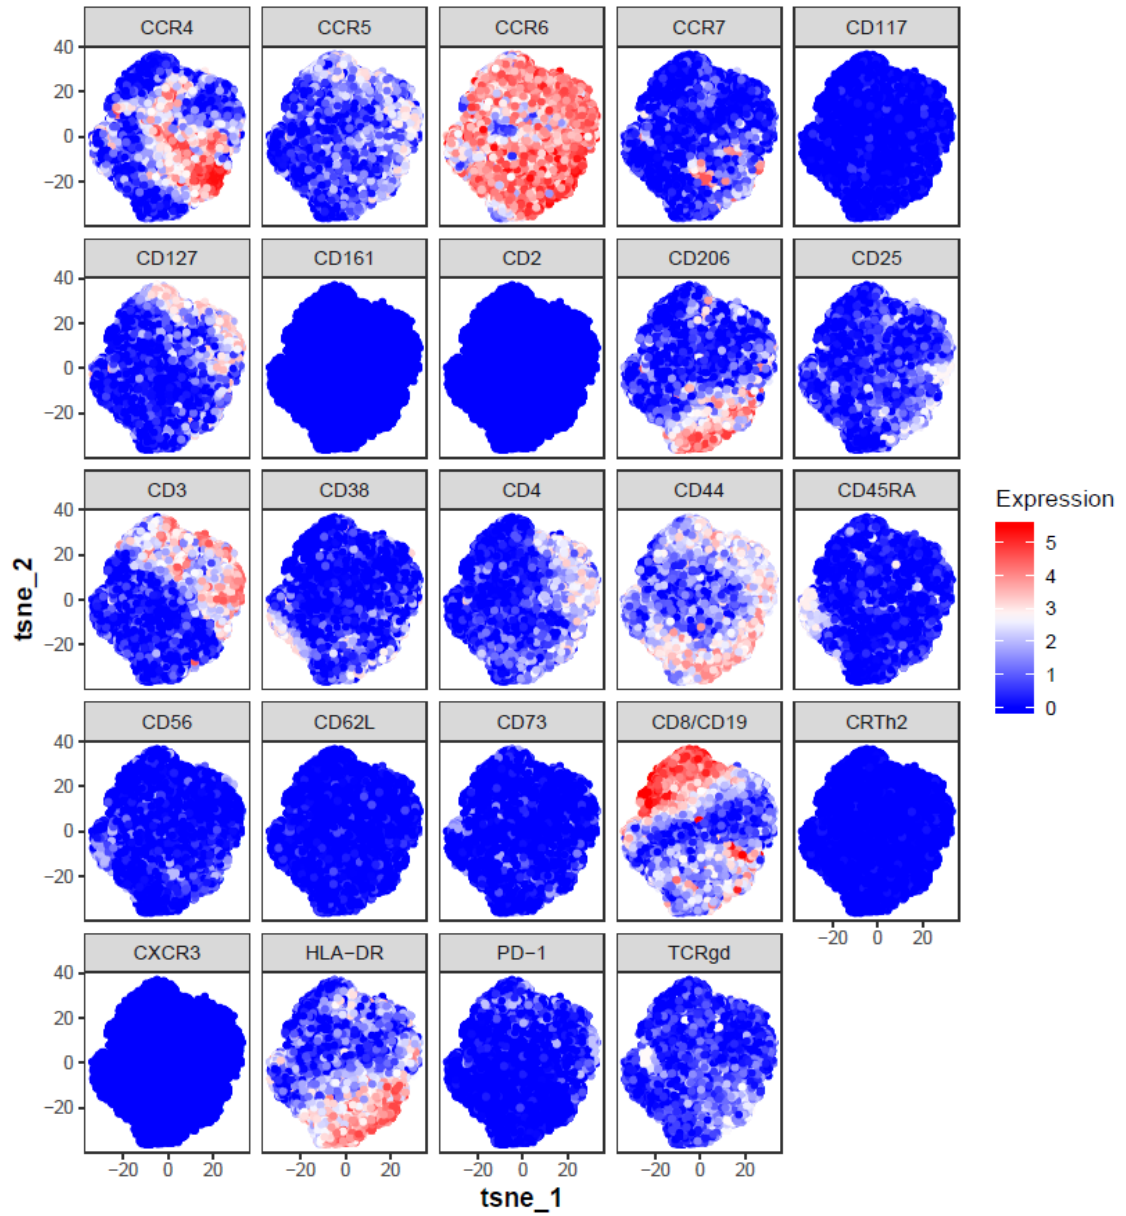 CCR4 CCR5 CCR6 CCR7 CD117
40
20
0
−20
CD127 CD161 CD2 CD206 CD25
40
20
0
−20
CD3 CD38 CD4 CD44 CD45RA
40
20
0
−20
CD56 CD62L CD73 CD8/CD19 CRTh2
40
20
0
−20
−20 0 20
CXCR3 HLA−DR PD−1 TCRgd
40
20
0
−20
−20 0 20 −20 0 20 −20 0 20 −20 0 20
tsne_1
tsne_2
Expression
5
4
3
2
1
0